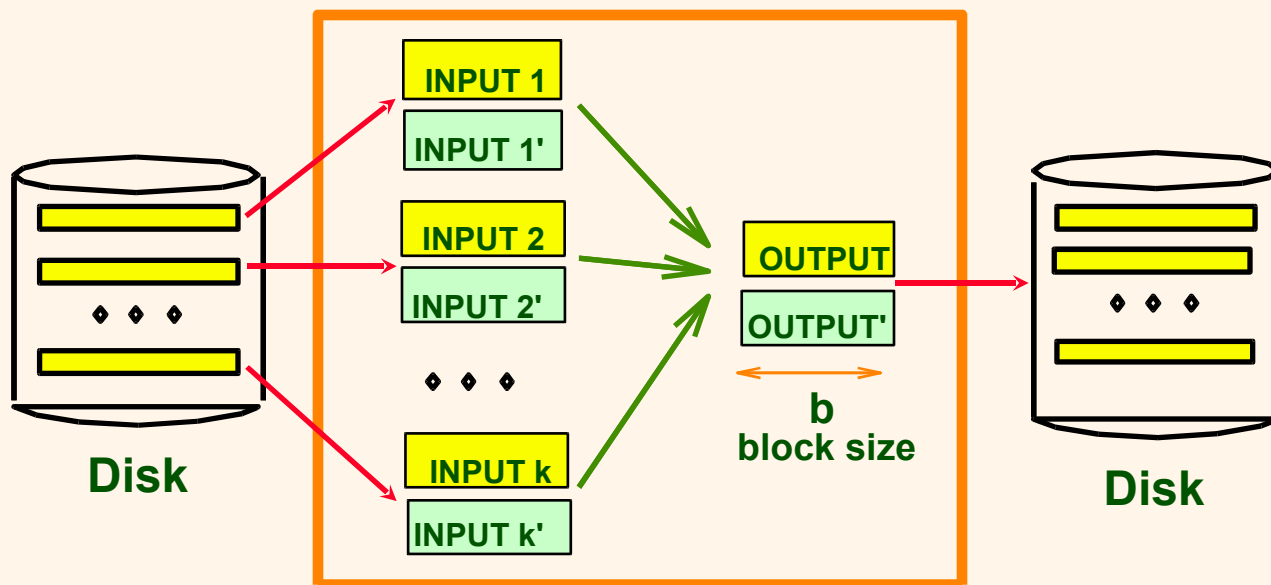 INPUT 1
INPUT 1'
INPUT 2
INPUT 2'
INPUT k
INPUT k'
OUTPUT
OUTPUT'
b
block size
Disk
Disk